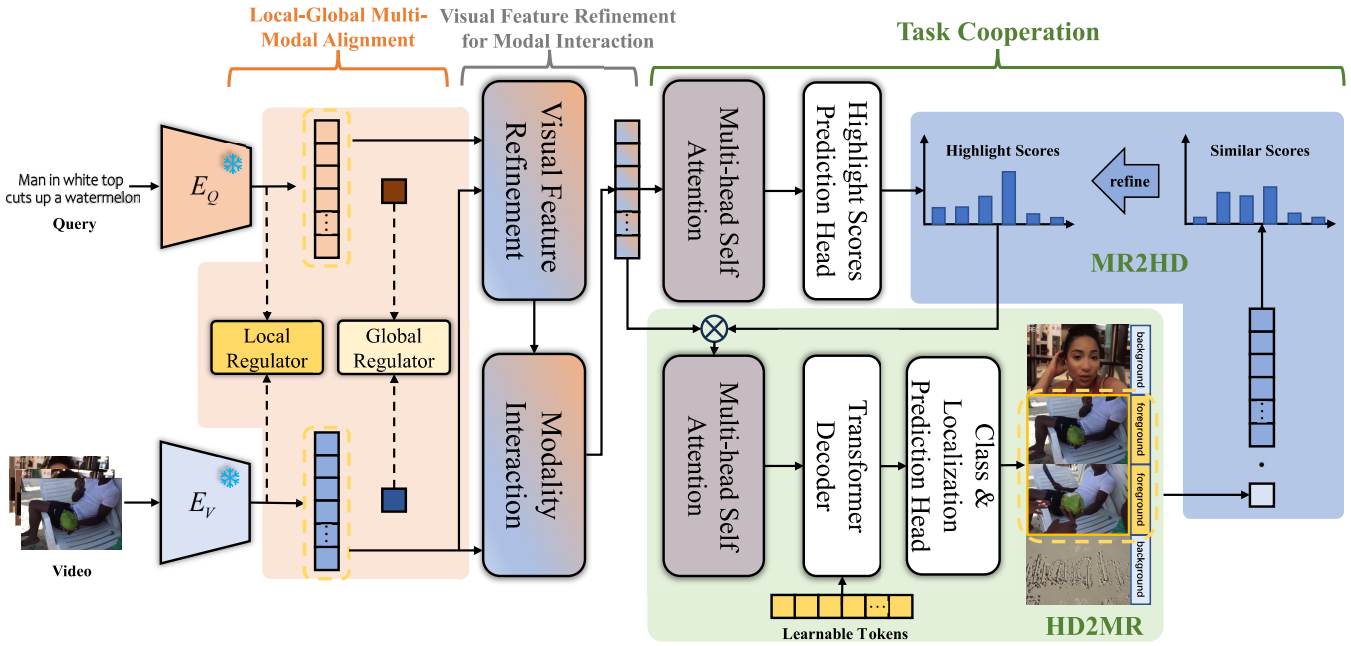 Local-Global Multi-
Modal Alignment
Visual Feature Refinement
for Modal Interaction
Task Cooperation
Man in white top
cuts up a watermelon
Query
E_Q
Visual Feature
Refinement
Multi-head Self
Attention
Highlight Scores
Prediction Head
Highlight Scores
refine
Similar Scores
MR2HD
Local
Regulator
Global
Regulator
Video
E_V
Modality
Interaction
Multi-head Self
Attention
Transformer
Decoder
Class &
Localization
Prediction Head
background
foreground
foreground
background
Learnable Tokens
HD2MR